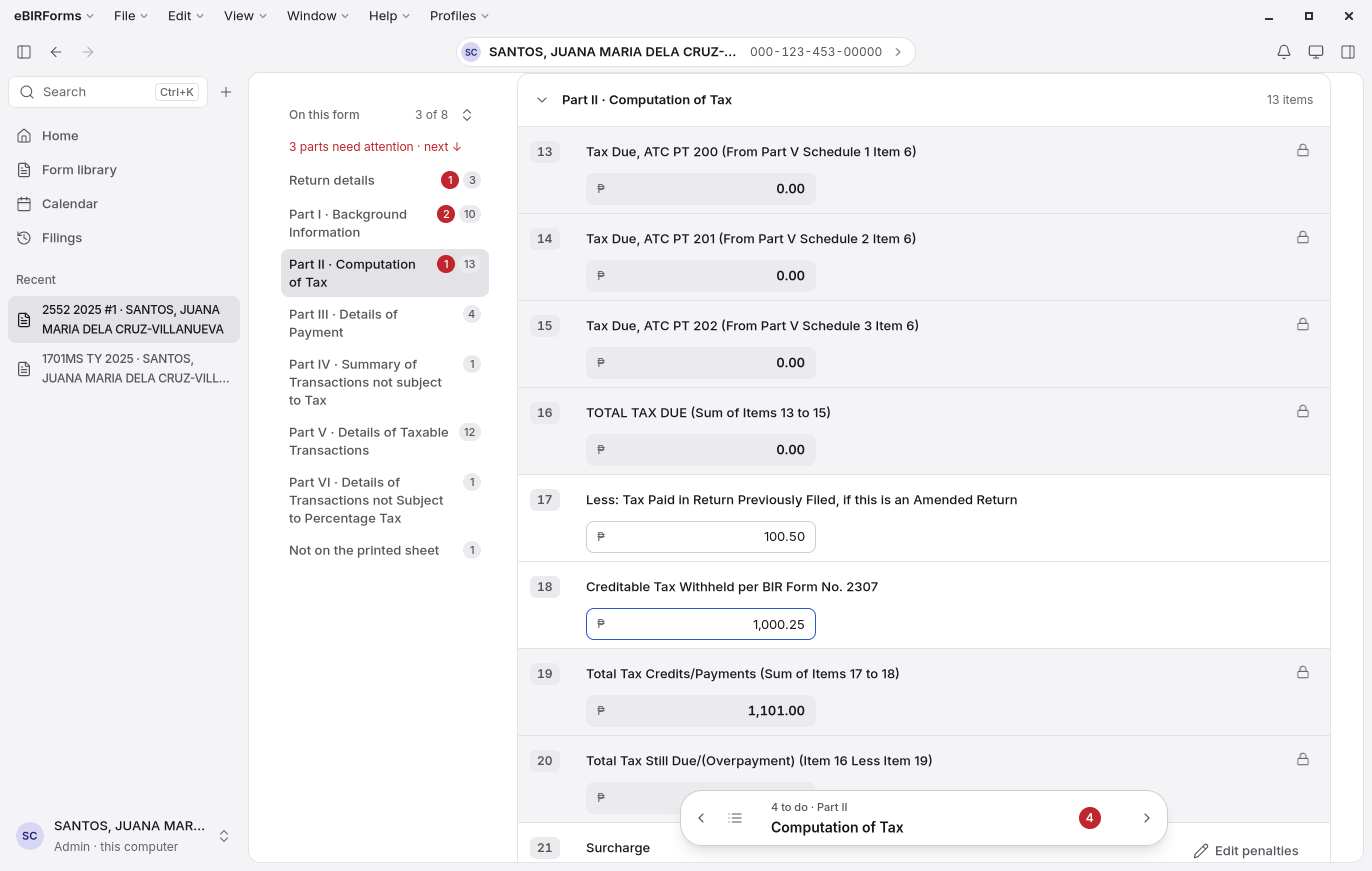 eBIRForms File Edit View Window Help Profiles
SC SANTOS, JUANA MARIA DELA CRUZ-... 000-123-453-00000
Search Ctrl+K
Home
Form library
Calendar
Filings
Recent
2552 2025 #1 · SANTOS, JUANA
MARIA DELA CRUZ-VILLANUEVA
1701MS TY 2025 · SANTOS,
JUANA MARIA DELA CRUZ-VILL...
SC SANTOS, JUANA MAR...
Admin · this computer
On this form 3 of 8
3 parts need attention · next ↓
Return details 1 3
Part I · Background 2 10
Information
Part II · Computation 1 13
of Tax
Part III · Details of 4
Payment
Part IV · Summary of 1
Transactions not subject
to Tax
Part V · Details of Taxable 12
Transactions
Part VI · Details of 1
Transactions not Subject
to Percentage Tax
Not on the printed sheet 1
Part II · Computation of Tax 13 items
13 Tax Due, ATC PT 200 (From Part V Schedule 1 Item 6)
₱ 0.00
14 Tax Due, ATC PT 201 (From Part V Schedule 2 Item 6)
₱ 0.00
15 Tax Due, ATC PT 202 (From Part V Schedule 3 Item 6)
₱ 0.00
16 TOTAL TAX DUE (Sum of Items 13 to 15)
₱ 0.00
17 Less: Tax Paid in Return Previously Filed, if this is an Amended Return
₱ 100.50
18 Creditable Tax Withheld per BIR Form No. 2307
₱ 1,000.25
19 Total Tax Credits/Payments (Sum of Items 17 to 18)
₱ 1,101.00
20 Total Tax Still Due/(Overpayment) (Item 16 Less Item 19)
₱
4 to do · Part II
Computation of Tax 4
21 Surcharge Edit penalties